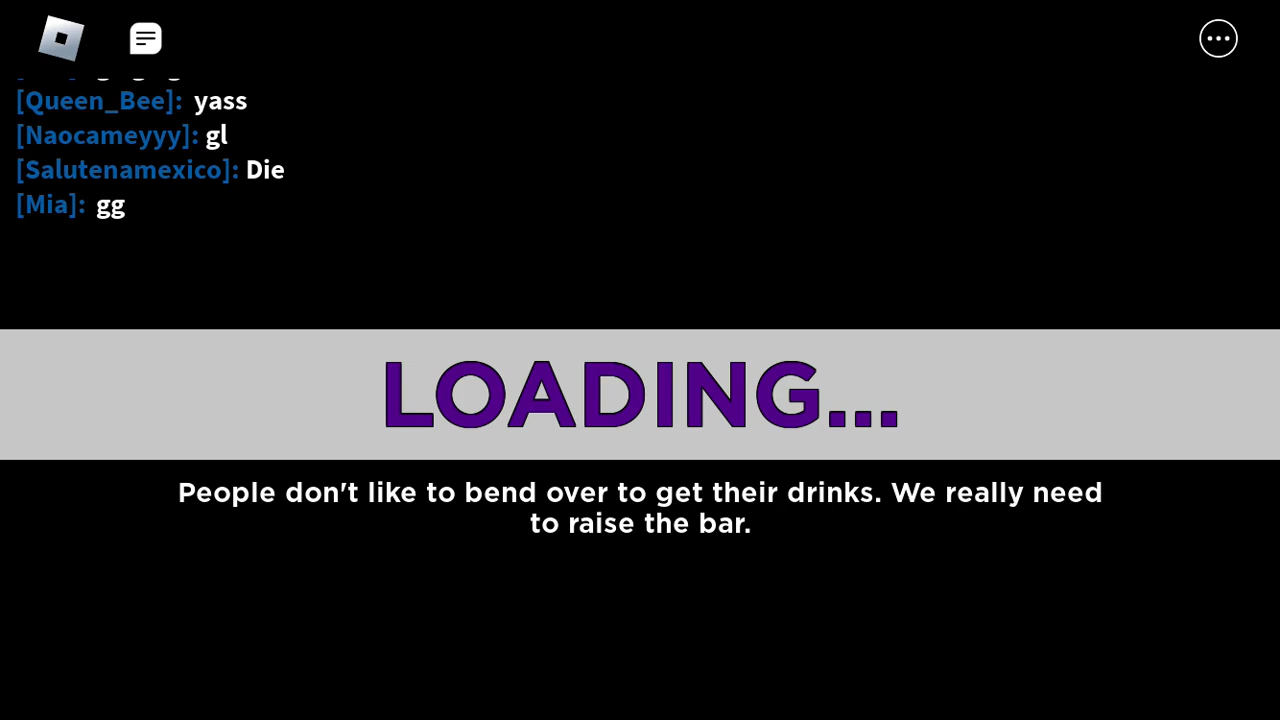 [Queen_Bee]: yass
[Naocameyyy]: gl
[Salutenamexico]: Die
[Mia]: gg
LOADING...
People don't like to bend over to get their drinks. We really need
to raise the bar.